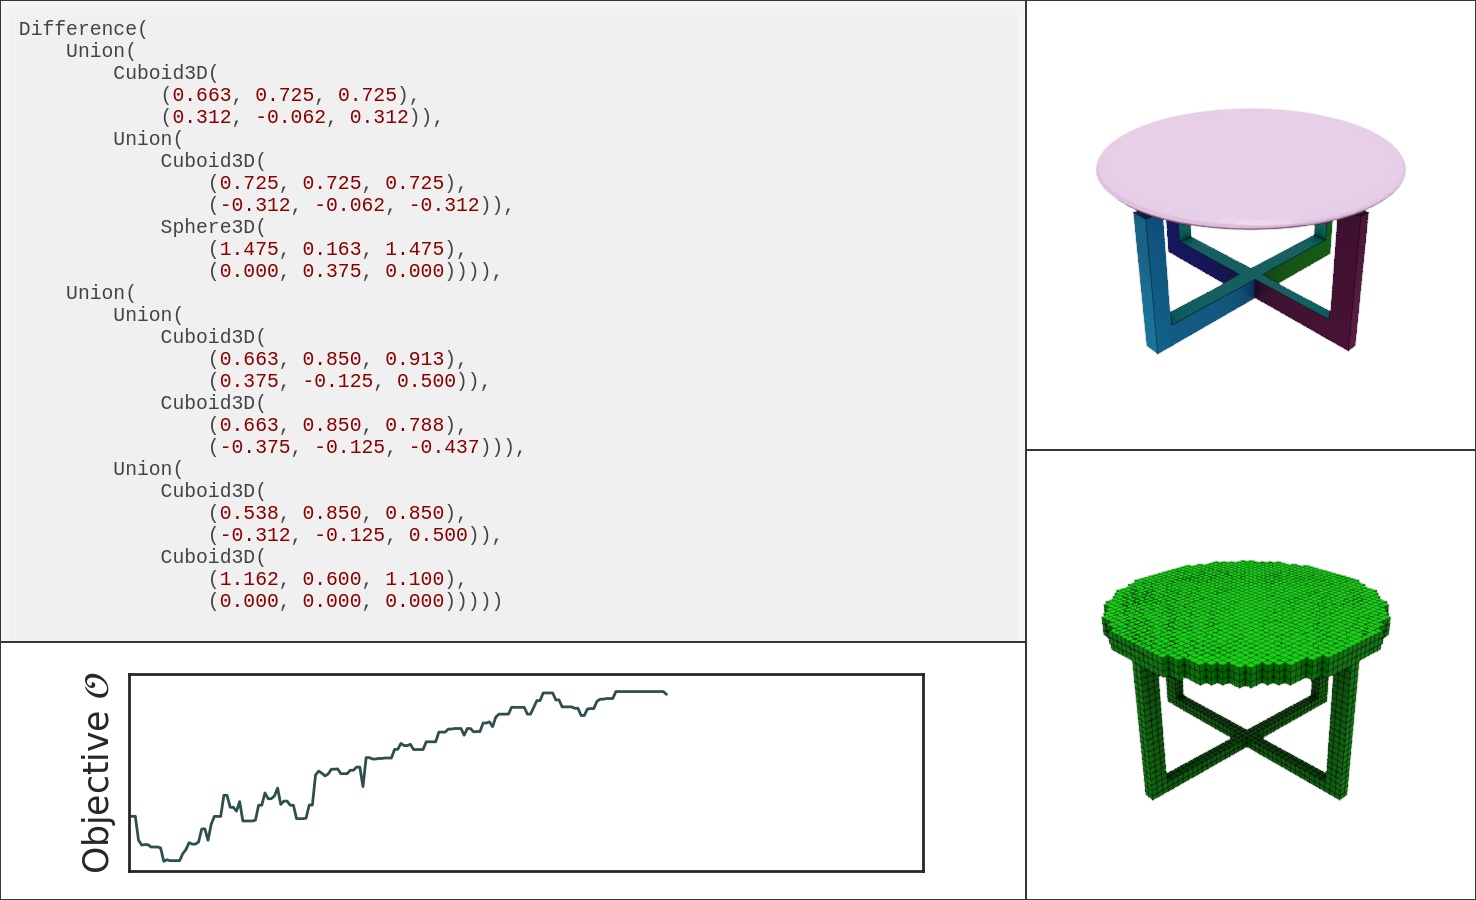 Difference(
    Union(
        Cuboid3D(
            (0.663, 0.725, 0.725),
            (0.312, -0.062, 0.312)),
        Union(
            Cuboid3D(
                (0.725, 0.725, 0.725),
                (-0.312, -0.062, -0.312)),
            Sphere3D(
                (1.475, 0.163, 1.475),
                (0.000, 0.375, 0.000)))),
    Union(
        Union(
            Cuboid3D(
                (0.663, 0.850, 0.913),
                (0.375, -0.125, 0.500)),
            Cuboid3D(
                (0.663, 0.850, 0.788),
                (-0.375, -0.125, -0.437))),
        Union(
            Cuboid3D(
                (0.538, 0.850, 0.850),
                (-0.312, -0.125, 0.500)),
            Cuboid3D(
                (1.162, 0.600, 1.100),
                (0.000, 0.000, 0.000)))))
Objective 𝒪